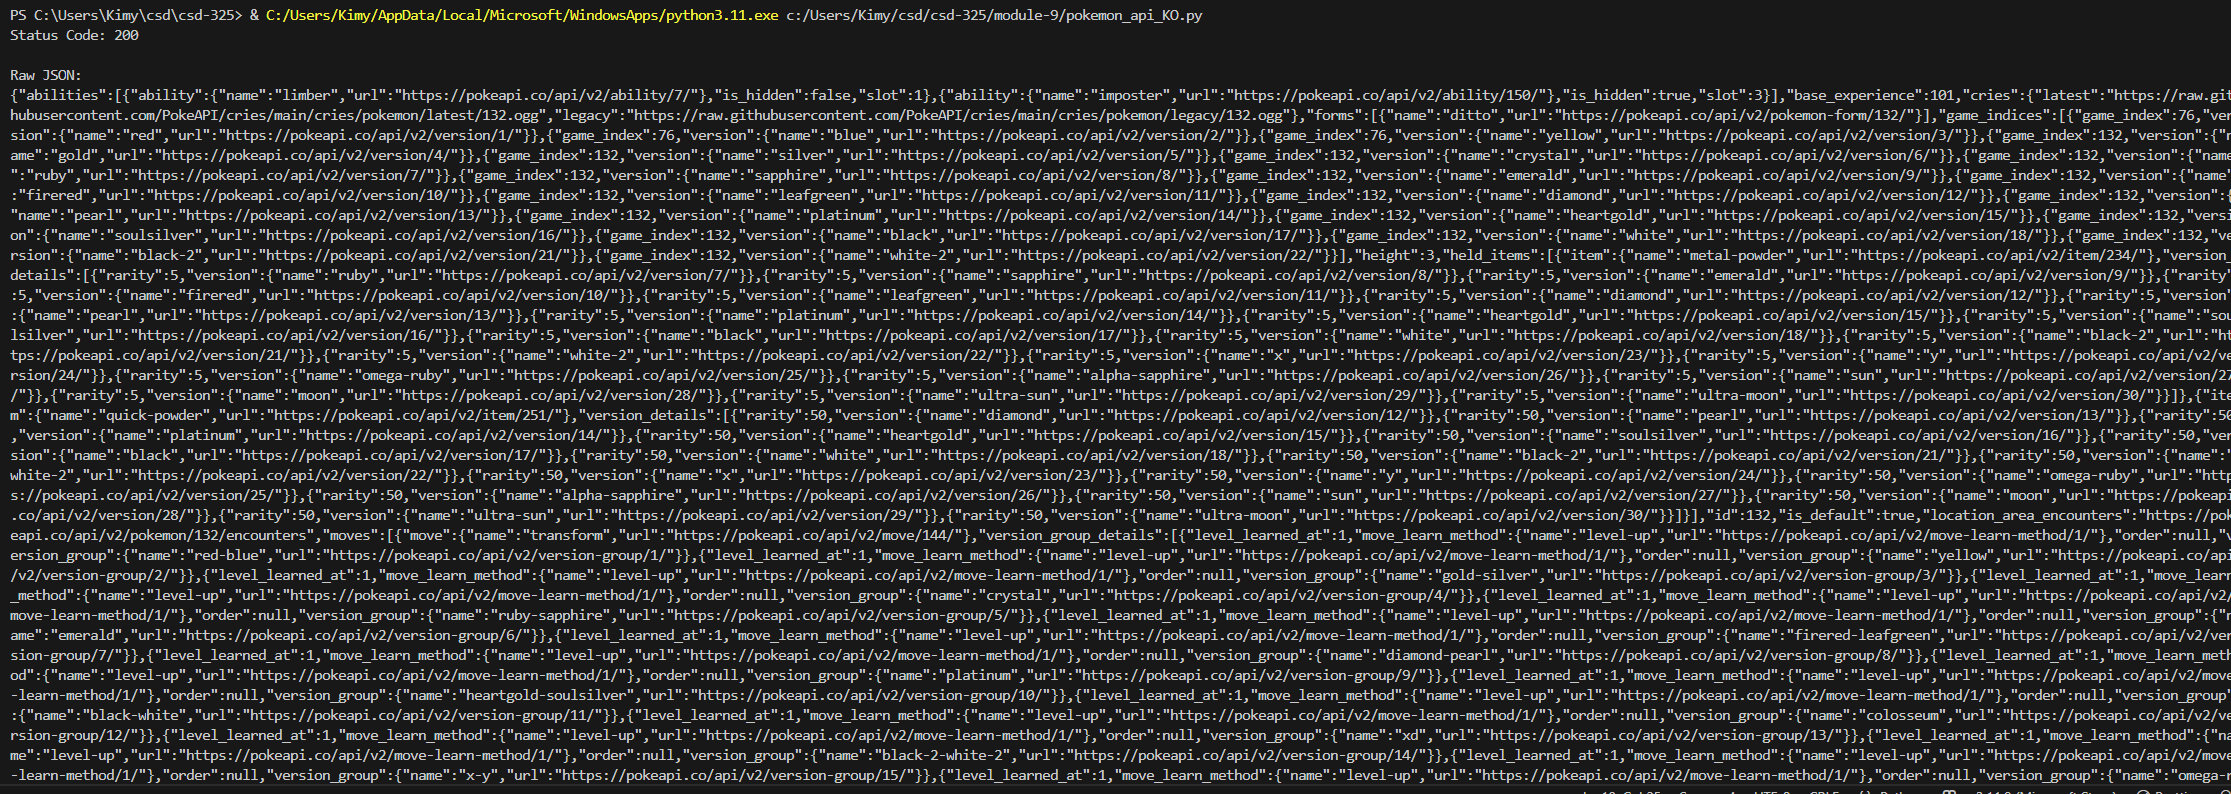 PS C:\Users\Kimy\csd\csd-325> & C:/Users/Kimy/AppData/Local/Microsoft/WindowsApps/python3.11.exe c:/Users/Kimy/csd/csd-325/module-9/pokemon_api_KO.py
Status Code: 200
Raw JSON:
{"abilities":[{"ability":{"name":"limber","url":"https://pokeapi.co/api/v2/ability/7/"},"is_hidden":false,"slot":1},{"ability":{"name":"imposter","url":"https://pokeapi.co/api/v2/ability/150/"},"is_hidden":true,"slot":3}],"base_experience":101,"cries":{"latest":"https://raw.git
hubusercontent.com/PokeAPI/cries/main/cries/pokemon/latest/132.ogg","legacy":"https://raw.githubusercontent.com/PokeAPI/cries/main/cries/pokemon/legacy/132.ogg"},"forms":[{"name":"ditto","url":"https://pokeapi.co/api/v2/pokemon-form/132/"}],"game_indices":[{"game_index":76,"ver
sion":{"name":"red","url":"https://pokeapi.co/api/v2/version/1/"}},{"game_index":76,"version":{"name":"blue","url":"https://pokeapi.co/api/v2/version/2/"}},{"game_index":76,"version":{"name":"yellow","url":"https://pokeapi.co/api/v2/version/3/"}},{"game_index":132,"version":{"n
ame":"gold","url":"https://pokeapi.co/api/v2/version/4/"}},{"game_index":132,"version":{"name":"silver","url":"https://pokeapi.co/api/v2/version/5/"}},{"game_index":132,"version":{"name":"crystal","url":"https://pokeapi.co/api/v2/version/6/"}},{"game_index":132,"version":{"name
":"ruby","url":"https://pokeapi.co/api/v2/version/7/"}},{"game_index":132,"version":{"name":"sapphire","url":"https://pokeapi.co/api/v2/version/8/"}},{"game_index":132,"version":{"name":"emerald","url":"https://pokeapi.co/api/v2/version/9/"}},{"game_index":132,"version":{"name"
:"firered","url":"https://pokeapi.co/api/v2/version/10/"}},{"game_index":132,"version":{"name":"leafgreen","url":"https://pokeapi.co/api/v2/version/11/"}},{"game_index":132,"version":{"name":"diamond","url":"https://pokeapi.co/api/v2/version/12/"}},{"game_index":132,"version":{
"name":"pearl","url":"https://pokeapi.co/api/v2/version/13/"}},{"game_index":132,"version":{"name":"platinum","url":"https://pokeapi.co/api/v2/version/14/"}},{"game_index":132,"version":{"name":"heartgold","url":"https://pokeapi.co/api/v2/version/15/"}},{"game_index":132,"versi
on":{"name":"soulsilver","url":"https://pokeapi.co/api/v2/version/16/"}},{"game_index":132,"version":{"name":"black","url":"https://pokeapi.co/api/v2/version/17/"}},{"game_index":132,"version":{"name":"white","url":"https://pokeapi.co/api/v2/version/18/"}},{"game_index":132,"ve
rsion":{"name":"black-2","url":"https://pokeapi.co/api/v2/version/21/"}},{"game_index":132,"version":{"name":"white-2","url":"https://pokeapi.co/api/v2/version/22/"}}],"height":3,"held_items":[{"item":{"name":"metal-powder","url":"https://pokeapi.co/api/v2/item/234/"},"version_
details":[{"rarity":5,"version":{"name":"ruby","url":"https://pokeapi.co/api/v2/version/7/"}},{"rarity":5,"version":{"name":"sapphire","url":"https://pokeapi.co/api/v2/version/8/"}},{"rarity":5,"version":{"name":"emerald","url":"https://pokeapi.co/api/v2/version/9/"}},{"rarity"
:5,"version":{"name":"firered","url":"https://pokeapi.co/api/v2/version/10/"}},{"rarity":5,"version":{"name":"leafgreen","url":"https://pokeapi.co/api/v2/version/11/"}},{"rarity":5,"version":{"name":"diamond","url":"https://pokeapi.co/api/v2/version/12/"}},{"rarity":5,"version"
:{"name":"pearl","url":"https://pokeapi.co/api/v2/version/13/"}},{"rarity":5,"version":{"name":"platinum","url":"https://pokeapi.co/api/v2/version/14/"}},{"rarity":5,"version":{"name":"heartgold","url":"https://pokeapi.co/api/v2/version/15/"}},{"rarity":5,"version":{"name":"sou
lsilver","url":"https://pokeapi.co/api/v2/version/16/"}},{"rarity":5,"version":{"name":"black","url":"https://pokeapi.co/api/v2/version/17/"}},{"rarity":5,"version":{"name":"white","url":"https://pokeapi.co/api/v2/version/18/"}},{"rarity":5,"version":{"name":"black-2","url":"ht
tps://pokeapi.co/api/v2/version/21/"}},{"rarity":5,"version":{"name":"white-2","url":"https://pokeapi.co/api/v2/version/22/"}},{"rarity":5,"version":{"name":"x","url":"https://pokeapi.co/api/v2/version/23/"}},{"rarity":5,"version":{"name":"y","url":"https://pokeapi.co/api/v2/ve
rsion/24/"}},{"rarity":5,"version":{"name":"omega-ruby","url":"https://pokeapi.co/api/v2/version/25/"}},{"rarity":5,"version":{"name":"alpha-sapphire","url":"https://pokeapi.co/api/v2/version/26/"}},{"rarity":5,"version":{"name":"sun","url":"https://pokeapi.co/api/v2/version/27
/"}},{"rarity":5,"version":{"name":"moon","url":"https://pokeapi.co/api/v2/version/28/"}},{"rarity":5,"version":{"name":"ultra-sun","url":"https://pokeapi.co/api/v2/version/29/"}},{"rarity":5,"version":{"name":"ultra-moon","url":"https://pokeapi.co/api/v2/version/30/"}}]},{"ite
m":{"name":"quick-powder","url":"https://pokeapi.co/api/v2/item/251/"},"version_details":[{"rarity":50,"version":{"name":"diamond","url":"https://pokeapi.co/api/v2/version/12/"}},{"rarity":50,"version":{"name":"pearl","url":"https://pokeapi.co/api/v2/version/13/"}},{"rarity":50
,"version":{"name":"platinum","url":"https://pokeapi.co/api/v2/version/14/"}},{"rarity":50,"version":{"name":"heartgold","url":"https://pokeapi.co/api/v2/version/15/"}},{"rarity":50,"version":{"name":"soulsilver","url":"https://pokeapi.co/api/v2/version/16/"}},{"rarity":50,"ver
sion":{"name":"black","url":"https://pokeapi.co/api/v2/version/17/"}},{"rarity":50,"version":{"name":"white","url":"https://pokeapi.co/api/v2/version/18/"}},{"rarity":50,"version":{"name":"black-2","url":"https://pokeapi.co/api/v2/version/21/"}},{"rarity":50,"version":{"name":"
white-2","url":"https://pokeapi.co/api/v2/version/22/"}},{"rarity":50,"version":{"name":"x","url":"https://pokeapi.co/api/v2/version/23/"}},{"rarity":50,"version":{"name":"y","url":"https://pokeapi.co/api/v2/version/24/"}},{"rarity":50,"version":{"name":"omega-ruby","url":"http
s://pokeapi.co/api/v2/version/25/"}},{"rarity":50,"version":{"name":"alpha-sapphire","url":"https://pokeapi.co/api/v2/version/26/"}},{"rarity":50,"version":{"name":"sun","url":"https://pokeapi.co/api/v2/version/27/"}},{"rarity":50,"version":{"name":"moon","url":"https://pokeapi
.co/api/v2/version/28/"}},{"rarity":50,"version":{"name":"ultra-sun","url":"https://pokeapi.co/api/v2/version/29/"}},{"rarity":50,"version":{"name":"ultra-moon","url":"https://pokeapi.co/api/v2/version/30/"}}]}],"id":132,"is_default":true,"location_area_encounters":"https://pok
eapi.co/api/v2/pokemon/132/encounters","moves":[{"move":{"name":"transform","url":"https://pokeapi.co/api/v2/move/144/"},"version_group_details":[{"level_learned_at":1,"move_learn_method":{"name":"level-up","url":"https://pokeapi.co/api/v2/move-learn-method/1/"},"order":null,"v
ersion_group":{"name":"red-blue","url":"https://pokeapi.co/api/v2/version-group/1/"}},{"level_learned_at":1,"move_learn_method":{"name":"level-up","url":"https://pokeapi.co/api/v2/move-learn-method/1/"},"order":null,"version_group":{"name":"yellow","url":"https://pokeapi.co/api
/v2/version-group/2/"}},{"level_learned_at":1,"move_learn_method":{"name":"level-up","url":"https://pokeapi.co/api/v2/move-learn-method/1/"},"order":null,"version_group":{"name":"gold-silver","url":"https://pokeapi.co/api/v2/version-group/3/"}},{"level_learned_at":1,"move_learn
_method":{"name":"level-up","url":"https://pokeapi.co/api/v2/move-learn-method/1/"},"order":null,"version_group":{"name":"crystal","url":"https://pokeapi.co/api/v2/version-group/4/"}},{"level_learned_at":1,"move_learn_method":{"name":"level-up","url":"https://pokeapi.co/api/v2/
move-learn-method/1/"},"order":null,"version_group":{"name":"ruby-sapphire","url":"https://pokeapi.co/api/v2/version-group/5/"}},{"level_learned_at":1,"move_learn_method":{"name":"level-up","url":"https://pokeapi.co/api/v2/move-learn-method/1/"},"order":null,"version_group":{"n
ame":"emerald","url":"https://pokeapi.co/api/v2/version-group/6/"}},{"level_learned_at":1,"move_learn_method":{"name":"level-up","url":"https://pokeapi.co/api/v2/move-learn-method/1/"},"order":null,"version_group":{"name":"firered-leafgreen","url":"https://pokeapi.co/api/v2/ver
sion-group/7/"}},{"level_learned_at":1,"move_learn_method":{"name":"level-up","url":"https://pokeapi.co/api/v2/move-learn-method/1/"},"order":null,"version_group":{"name":"diamond-pearl","url":"https://pokeapi.co/api/v2/version-group/8/"}},{"level_learned_at":1,"move_learn_meth
od":{"name":"level-up","url":"https://pokeapi.co/api/v2/move-learn-method/1/"},"order":null,"version_group":{"name":"platinum","url":"https://pokeapi.co/api/v2/version-group/9/"}},{"level_learned_at":1,"move_learn_method":{"name":"level-up","url":"https://pokeapi.co/api/v2/move
-learn-method/1/"},"order":null,"version_group":{"name":"heartgold-soulsilver","url":"https://pokeapi.co/api/v2/version-group/10/"}},{"level_learned_at":1,"move_learn_method":{"name":"level-up","url":"https://pokeapi.co/api/v2/move-learn-method/1/"},"order":null,"version_group"
:{"name":"black-white","url":"https://pokeapi.co/api/v2/version-group/11/"}},{"level_learned_at":1,"move_learn_method":{"name":"level-up","url":"https://pokeapi.co/api/v2/move-learn-method/1/"},"order":null,"version_group":{"name":"colosseum","url":"https://pokeapi.co/api/v2/ve
rsion-group/12/"}},{"level_learned_at":1,"move_learn_method":{"name":"level-up","url":"https://pokeapi.co/api/v2/move-learn-method/1/"},"order":null,"version_group":{"name":"xd","url":"https://pokeapi.co/api/v2/version-group/13/"}},{"level_learned_at":1,"move_learn_method":{"na
me":"level-up","url":"https://pokeapi.co/api/v2/move-learn-method/1/"},"order":null,"version_group":{"name":"black-2-white-2","url":"https://pokeapi.co/api/v2/version-group/14/"}},{"level_learned_at":1,"move_learn_method":{"name":"level-up","url":"https://pokeapi.co/api/v2/move
-learn-method/1/"},"order":null,"version_group":{"name":"x-y","url":"https://pokeapi.co/api/v2/version-group/15/"}},{"level_learned_at":1,"move_learn_method":{"name":"level-up","url":"https://pokeapi.co/api/v2/move-learn-method/1/"},"order":null,"version_group":{"name":"omega-r